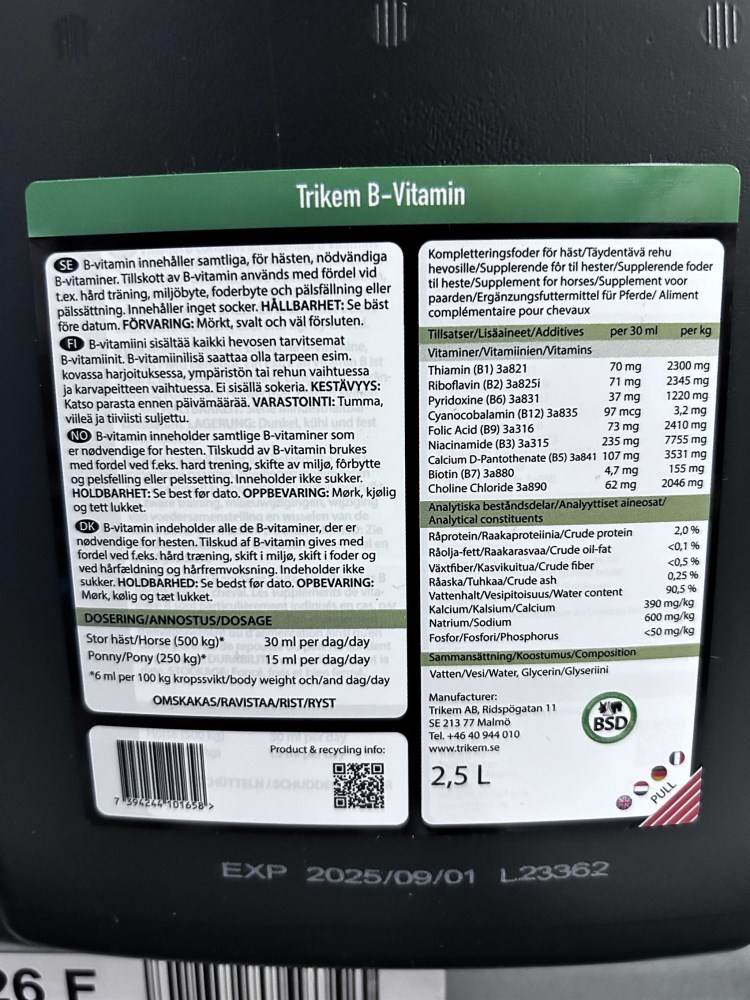 Trikem B-Vitamin
SE B-vitamin innehåller samtliga, för hästen, nödvändiga
B-vitaminer. Tillskott av B-vitamin används med fördel vid
t.ex. hård träning, miljöbyte, foderbyte och pälsfällning eller
pälssättning. Innehåller inget socker. HÅLLBARHET: Se bäst
före datum. FÖRVARING: Mörkt, svalt och väl försluten.
FI B-vitamiini sisältää kaikki hevosen tarvitsemat
B-vitamiinit. B-vitamiinilisä saattaa olla tarpeen esim.
kovassa harjoituksessa, ympäristön tai rehun vaihtuessa
ja karvapeitteen vaihtuessa. Ei sisällä sokeria. KESTÄVYYS:
Katso parasta ennen päivämäärää. VARASTOINTI: Tumma,
viileä ja tiiviisti suljettu.
NO B-vitamin inneholder samtlige B-vitaminer som
er nødvendige for hesten. Tilskudd av B-vitamin brukes
med fordel ved f.eks. hard trening, skifte av miljø, fôrbytte
og pelsfelling eller pelssetting. Inneholder ikke sukker.
HOLDBARHET: Se best før dato. OPPBEVARING: Mørk, kjølig
og tett lukket.
DK B-vitamin indeholder alle de B-vitaminer, der er
nødvendige for hesten. Tilskud af B-vitamin gives med
fordel ved f.eks. hård træning, skift i miljø, skift i foder og
ved hårfældning og hårfremvoksning. Indeholder ikke
sukker. HOLDBARHED: Se bedst før dato. OPBEVARING:
Mørk, kølig og tæt lukket.
DOSERING/ANNOSTUS/DOSAGE
Stor häst/Horse (500 kg)* 30 ml per dag/day
Ponny/Pony (250 kg)* 15 ml per dag/day
*6 ml per 100 kg kroppsvikt/body weight och/and dag/day
OMSKAKAS/RAVISTAA/RIST/RYST
Product & recycling info:
7 394244 101658 >
Kompletteringsfoder för häst/Täydentävä rehu
hevosille/Supplerende fôr til hester/Supplerende foder
til heste/Supplement for horses/Supplement voor
paarden/Ergänzungsfuttermittel für Pferde/ Aliment
complémentaire pour chevaux
Tillsatser/Lisäaineet/Additives per 30 ml per kg
Vitaminer/Vitamiinien/Vitamins
Thiamin (B1) 3a821 70 mg 2300 mg
Riboflavin (B2) 3a825i 71 mg 2345 mg
Pyridoxine (B6) 3a831 37 mg 1220 mg
Cyanocobalamin (B12) 3a835 97 mcg 3,2 mg
Folic Acid (B9) 3a316 73 mg 2410 mg
Niacinamide (B3) 3a315 235 mg 7755 mg
Calcium D-Pantothenate (B5) 3a841 107 mg 3531 mg
Biotin (B7) 3a880 4,7 mg 155 mg
Choline Chloride 3a890 62 mg 2046 mg
Analytiska beståndsdelar/Analyyttiset aineosat/
Analytical constituents
Råprotein/Raakaproteiinia/Crude protein 2,0 %
Råolja-fett/Raakarasvaa/Crude oil-fat <0,1 %
Växtfiber/Kasvikuitua/Crude fiber <0,5 %
Råaska/Tuhkaa/Crude ash 0,25 %
Vattenhalt/Vesipitoisuus/Water content 90,5 %
Kalcium/Kalsium/Calcium 390 mg/kg
Natrium/Sodium 600 mg/kg
Fosfor/Fosfori/Phosphorus <50 mg/kg
Sammansättning/Koostumus/Composition
Vatten/Vesi/Water, Glycerin/Glyseriini
Manufacturer:
Trikem AB, Ridspögatan 11
SE 213 77 Malmö
Tel. +46 40 944 010
www.trikem.se
BSD
2,5 L
PULL
EXP 2025/09/01 L23362
26 F